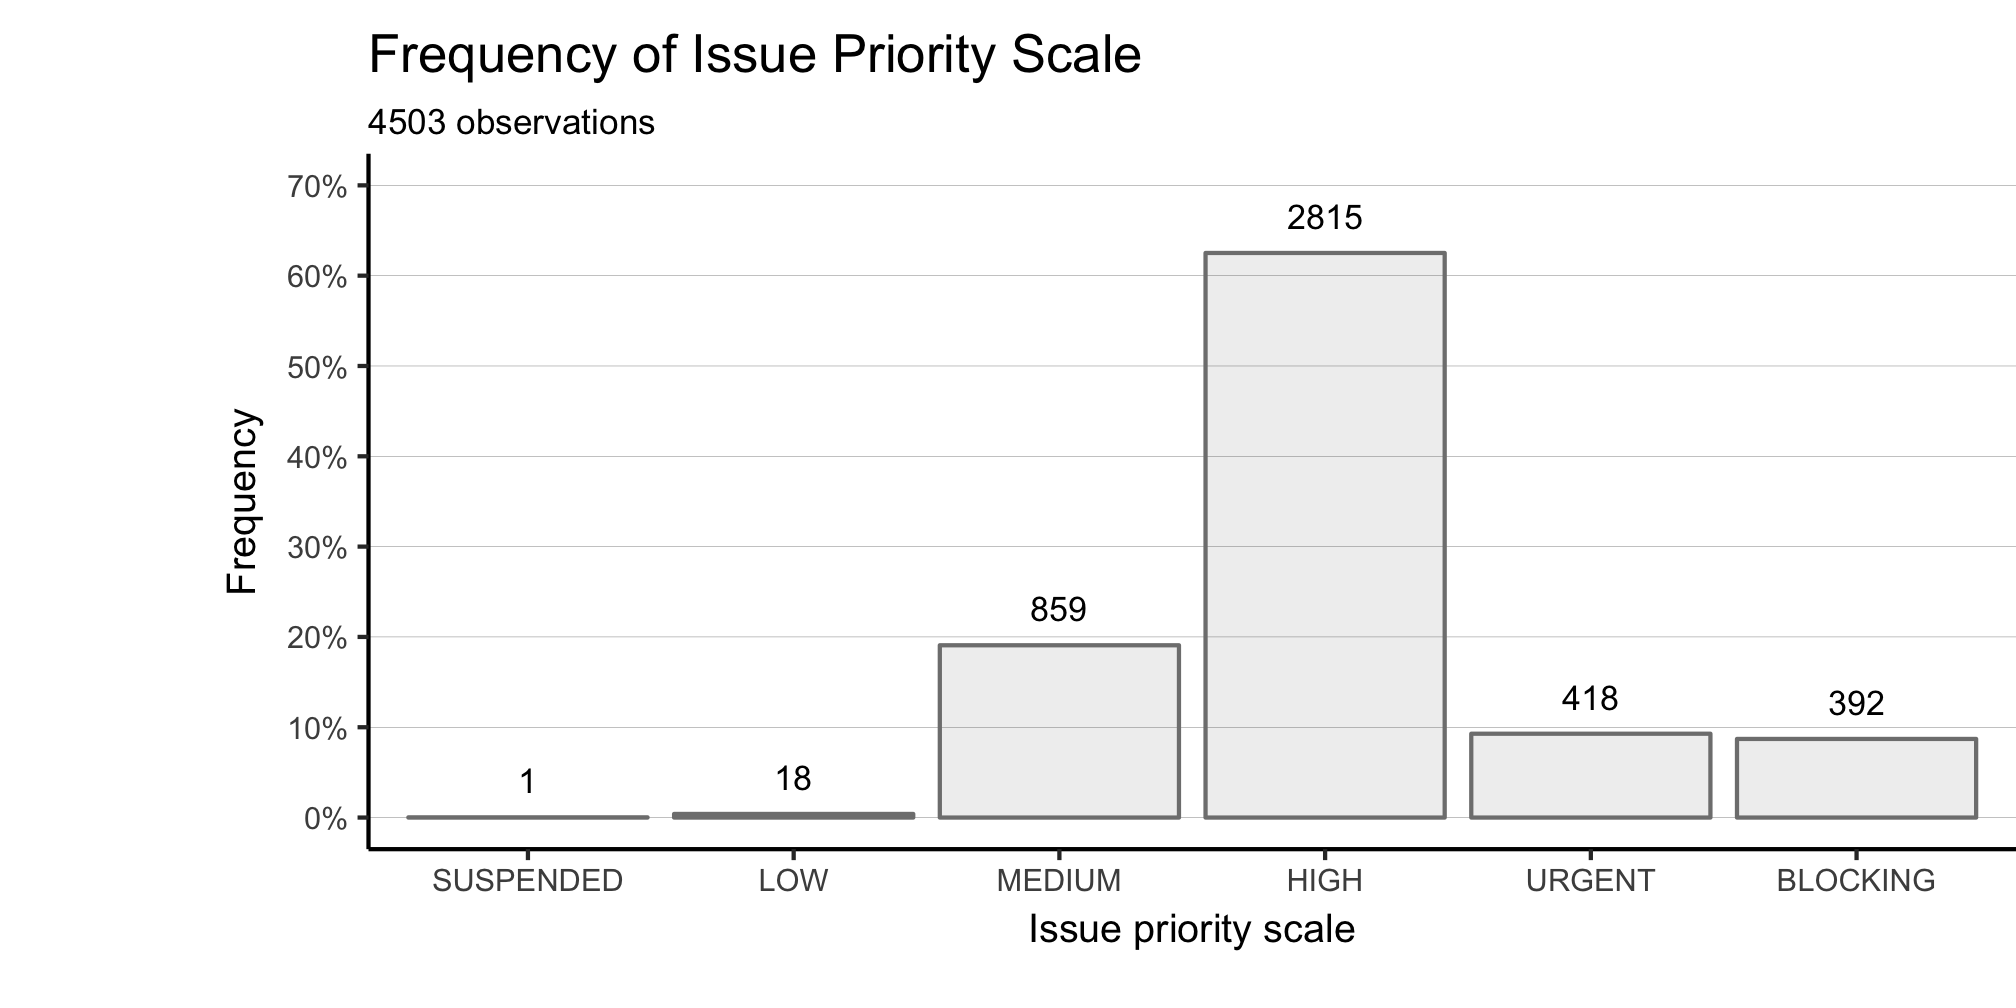 Frequency of Issue Priority Scale
4503 observations
70%
60%
50%
40%
30%
20%
10%
0%
Frequency
1
18
859
2815
418
392
SUSPENDED
LOW
MEDIUM
HIGH
URGENT
BLOCKING
Issue priority scale